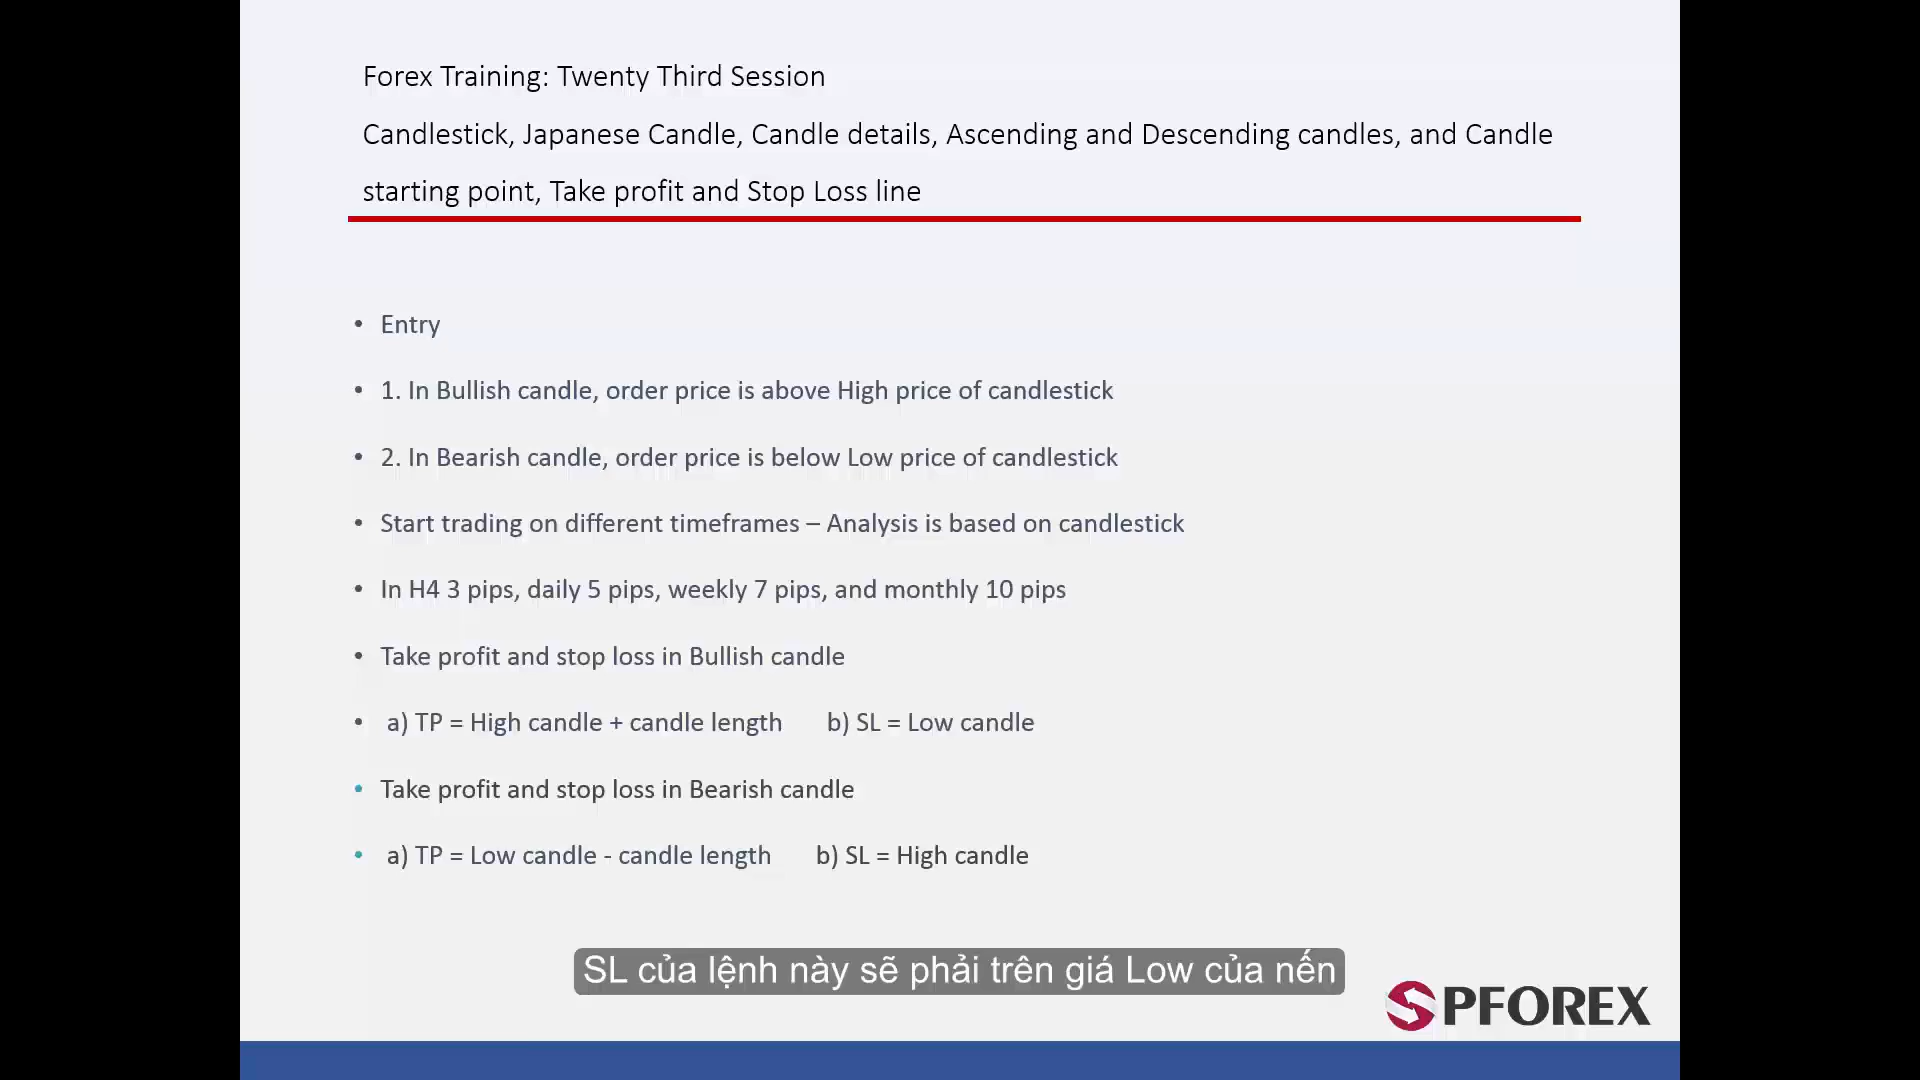 Forex Training: Twenty Third Session
Candlestick, Japanese Candle, Candle details, Ascending and Descending candles, and Candle
starting point, Take profit and Stop Loss line
• Entry
• 1. In Bullish candle, order price is above High price of candlestick
• 2. In Bearish candle, order price is below Low price of candlestick
• Start trading on different timeframes – Analysis is based on candlestick
• In H4 3 pips, daily 5 pips, weekly 7 pips, and monthly 10 pips
• Take profit and stop loss in Bullish candle
• a) TP = High candle + candle length b) SL = Low candle
• Take profit and stop loss in Bearish candle
• a) TP = Low candle - candle length b) SL = High candle
SL của lệnh này sẽ phải trên giá Low của nến
PFOREX